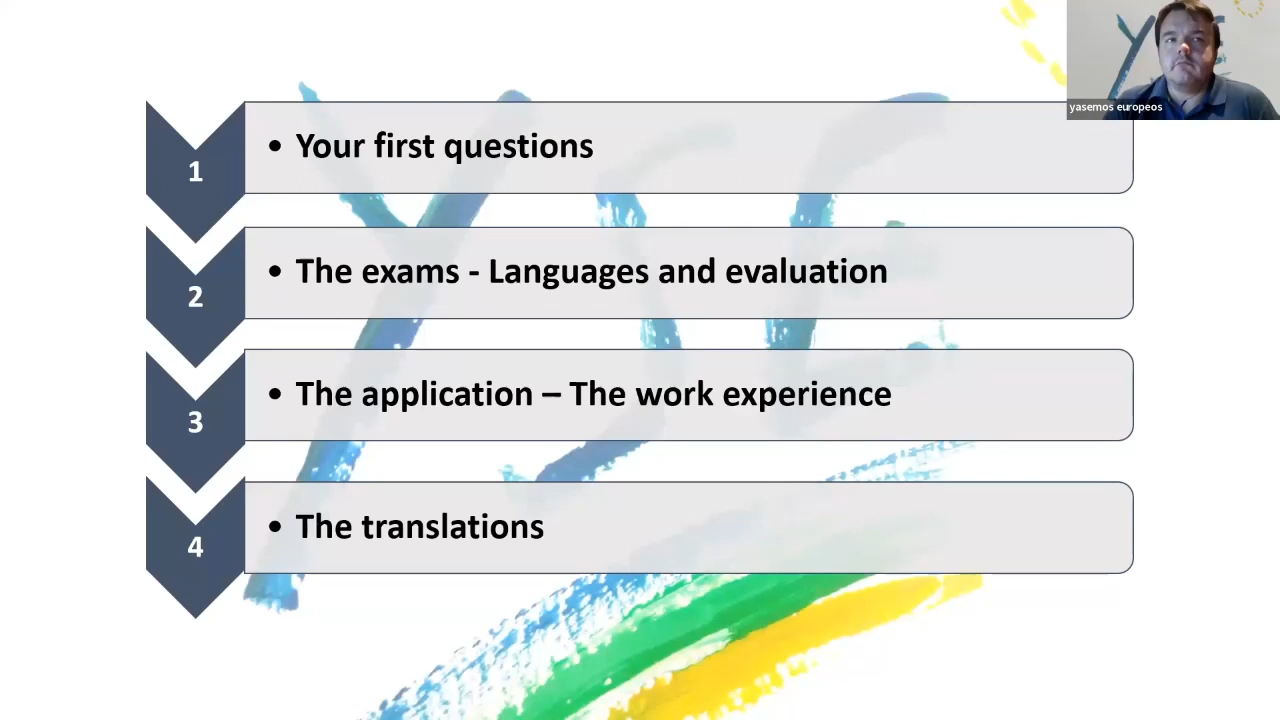 yasemos europeos
1
• Your first questions
2
• The exams - Languages and evaluation
3
• The application – The work experience
4
• The translations
YSE